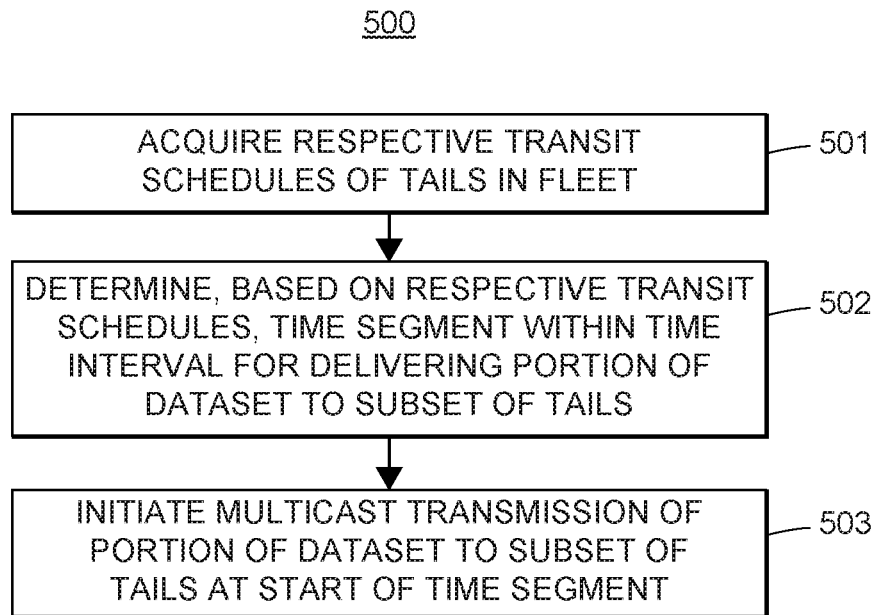 500
ACQUIRE RESPECTIVE TRANSIT
SCHEDULES OF TAILS IN FLEET
501
DETERMINE, BASED ON RESPECTIVE TRANSIT
SCHEDULES, TIME SEGMENT WITHIN TIME
INTERVAL FOR DELIVERING PORTION OF
DATASET TO SUBSET OF TAILS
502
INITIATE MULTICAST TRANSMISSION OF
PORTION OF DATASET TO SUBSET OF
TAILS AT START OF TIME SEGMENT
503